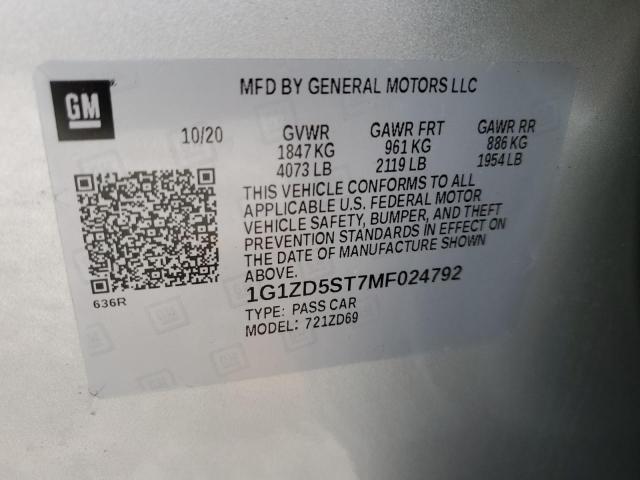 GM
MFD BY GENERAL MOTORS LLC
10/20 GVWR GAWR FRT GAWR RR
1847 KG 961 KG 886 KG
4073 LB 2119 LB 1954 LB
THIS VEHICLE CONFORMS TO ALL
APPLICABLE U.S. FEDERAL MOTOR
VEHICLE SAFETY, BUMPER, AND THEFT
PREVENTION STANDARDS IN EFFECT ON
THE DATE OF MANUFACTURE SHOWN
ABOVE.
636R
1G1ZD5ST7MF024792
TYPE: PASS CAR
MODEL: 721ZD69